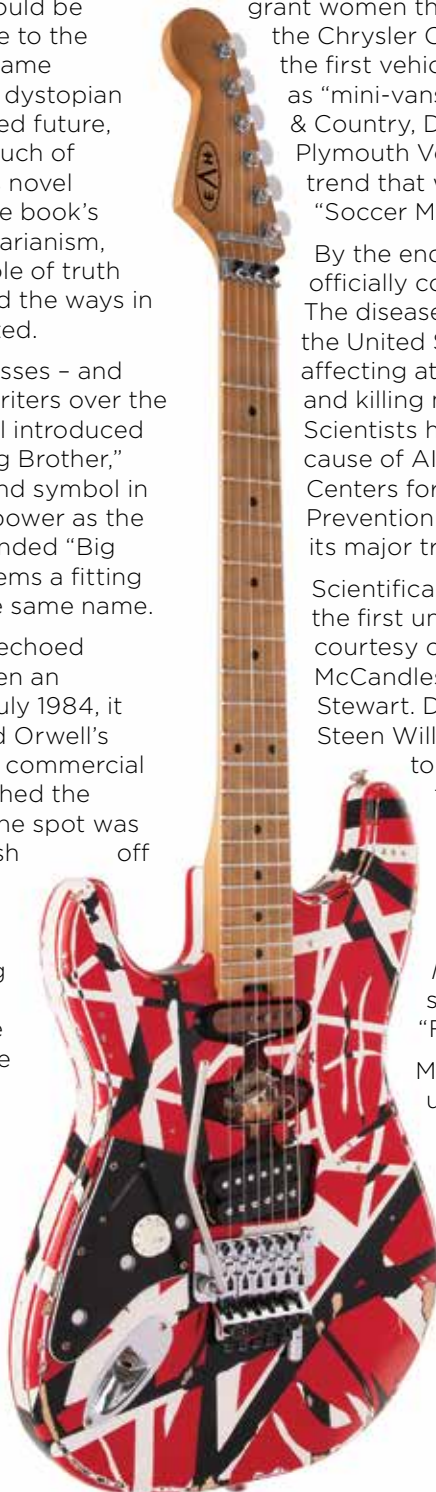 ould be
e to the
ame
dystopian
ed future,
uch of
novel
e book's
arianism,
ole of truth
d the ways in
ted.
sses – and
riters over the
l introduced
g Brother,"
nd symbol in
power as the
nded "Big
ems a fitting
e same name.
echoed
en an
uly 1984, it
d Orwell's
commercial
ched the
he spot was
sh off
g
e
e
grant women th
the Chrysler C
the first vehic
as "mini-vans
& Country, D
Plymouth Vo
trend that w
"Soccer M
By the end
officially co
The disease
the United S
affecting at
and killing m
Scientists h
cause of AI
Centers for
Prevention
its major tr
Scientifica
the first un
courtesy o
McCandles
Stewart. D
Steen Will
to
s
"F
M
u